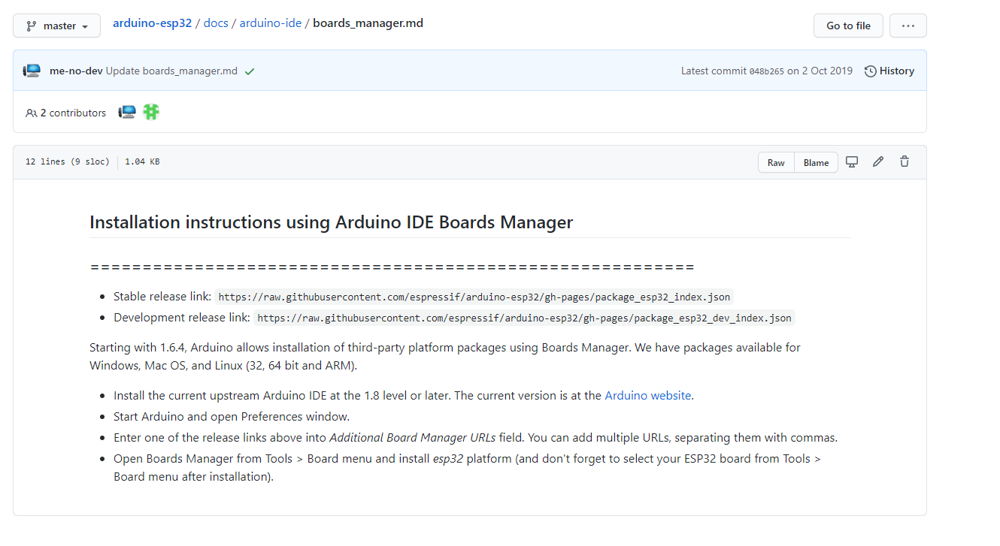 master
arduino-esp32 / docs / arduino-ide / boards_manager.md
Go to file
...
me-no-dev Update boards_manager.md
Latest commit 048b265 on 2 Oct 2019
History
2 contributors
12 lines (9 sloc)
1.04 KB
Raw
Blame
Installation instructions using Arduino IDE Boards Manager
==========================================================
Stable release link: https://raw.githubusercontent.com/espressif/arduino-esp32/gh-pages/package_esp32_index.json
Development release link: https://raw.githubusercontent.com/espressif/arduino-esp32/gh-pages/package_esp32_dev_index.json
Starting with 1.6.4, Arduino allows installation of third-party platform packages using Boards Manager. We have packages available for
Windows, Mac OS, and Linux (32, 64 bit and ARM).
Install the current upstream Arduino IDE at the 1.8 level or later. The current version is at the Arduino website.
Start Arduino and open Preferences window.
Enter one of the release links above into Additional Board Manager URLs field. You can add multiple URLs, separating them with commas.
Open Boards Manager from Tools > Board menu and install esp32 platform (and don't forget to select your ESP32 board from Tools >
Board menu after installation).